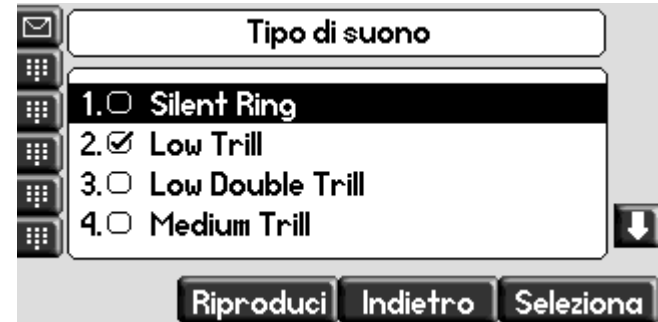 Tipo di suono
1. Silent Ring
2. Low Trill
3. Low Double Trill
4. Medium Trill
Riproduci Indietro Seleziona